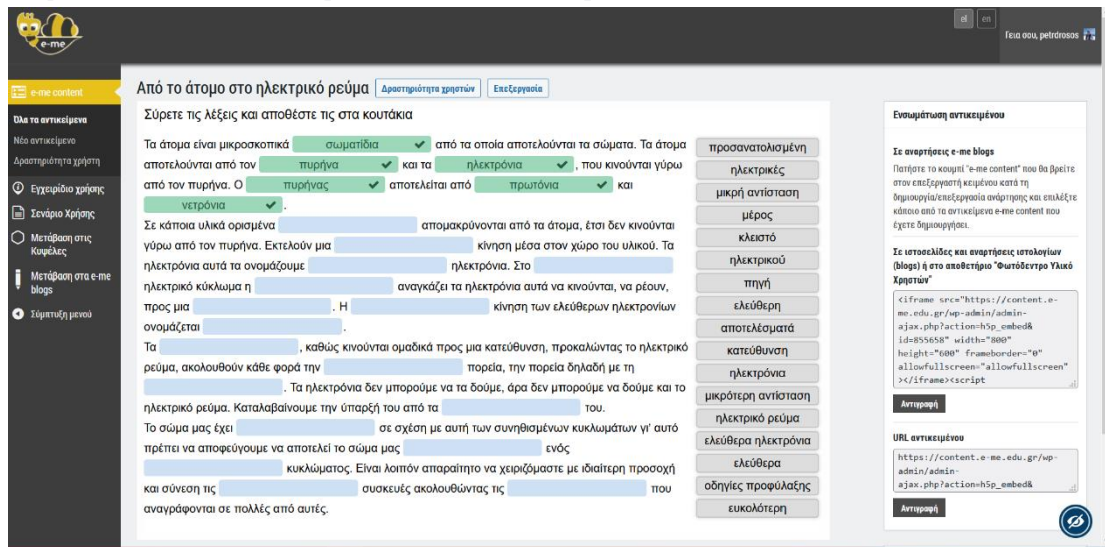 e-me
el en
Γεια σου, petrdrosos
e-me content
Όλα τα αντικείμενα
Νέο αντικείμενο
Δραστηριότητα χρήστη
Εγχειρίδιο χρήσης
Σενάριο Χρήσης
Μετάβαση στις
Κυψέλες
Μετάβαση στα e-me
blogs
Σύμπτυξη μενού
Από το άτομο στο ηλεκτρικό ρεύμα Δραστηριότητα χρηστών Επεξεργασία
Σύρετε τις λέξεις και αποθέστε τις στα κουτάκια
Τα άτομα είναι μικροσκοπικά σωματίδια ✔ από τα οποία αποτελούνται τα σώματα. Τα άτομα
αποτελούνται από τον πυρήνα ✔ και τα ηλεκτρόνια ✔ , που κινούνται γύρω
από τον πυρήνα. Ο πυρήνας ✔ αποτελείται από πρωτόνια ✔ και
νετρόνια ✔ .
Σε κάποια υλικά ορισμένα απομακρύνονται από τα άτομα, έτσι δεν κινούνται
γύρω από τον πυρήνα. Εκτελούν μια κίνηση μέσα στον χώρο του υλικού. Τα
ηλεκτρόνια αυτά τα ονομάζουμε ηλεκτρόνια. Στο
ηλεκτρικό κύκλωμα η αναγκάζει τα ηλεκτρόνια αυτά να κινούνται, να ρέουν,
προς μια . Η κίνηση των ελεύθερων ηλεκτρονίων
ονομάζεται .
Τα , καθώς κινούνται ομαδικά προς μια κατεύθυνση, προκαλώντας το ηλεκτρικό
ρεύμα, ακολουθούν κάθε φορά την πορεία, την πορεία δηλαδή με τη
. Τα ηλεκτρόνια δεν μπορούμε να τα δούμε, άρα δεν μπορούμε να δούμε και το
ηλεκτρικό ρεύμα. Καταλαβαίνουμε την ύπαρξή του από τα του.
Το σώμα μας έχει σε σχέση με αυτή των συνηθισμένων κυκλωμάτων γι' αυτό
πρέπει να αποφεύγουμε να αποτελεί το σώμα μας ενός
κυκλώματος. Είναι λοιπόν απαραίτητο να χειριζόμαστε με ιδιαίτερη προσοχή
και σύνεση τις συσκευές ακολουθώντας τις που
αναγράφονται σε πολλές από αυτές.
προσανατολισμένη
ηλεκτρικές
μικρή αντίσταση
μέρος
κλειστό
ηλεκτρικού
πηγή
ελεύθερη
αποτελέσματά
κατεύθυνση
ηλεκτρόνια
μικρότερη αντίσταση
ηλεκτρικό ρεύμα
ελεύθερα ηλεκτρόνια
ελεύθερα
οδηγίες προφύλαξης
ευκολότερη
Ενσωμάτωση αντικειμένου
Σε αναρτήσεις e-me blogs
Πατήστε το κουμπί "e-me content" που θα βρείτε
στον επεξεργαστή κειμένου κατά τη
δημιουργία/επεξεργασία ανάρτησης και επιλέξτε
κάποιο από τα αντικείμενα e-me content που
έχετε δημιουργήσει.
Σε ιστοσελίδες και αναρτήσεις ιστολογίων
(blogs) ή στο αποθετήριο "Φωτόδεντρο Υλικό
Χρηστών"
<iframe src="https://content.e-
me.edu.gr/wp-admin/admin-
ajax.php?action=h5p_embed&
id=855658" width="800"
height="600" frameborder="0"
allowfullscreen="allowfullscreen"
></iframe><script
Αντιγραφή
URL αντικειμένου
https://content.e-me.edu.gr/wp-
admin/admin-
ajax.php?action=h5p_embed&
Αντιγραφή